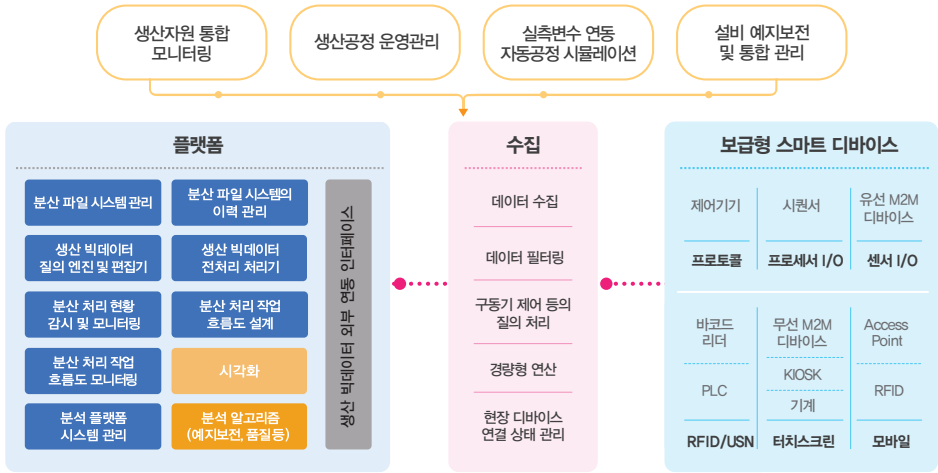 생산자원 통합
모니터링
생산공정 운영관리
실측변수 연동
자동공정 시뮬레이션
설비 예지보전
및 통합 관리
플랫폼
분산 파일 시스템 관리
분산 파일 시스템의
이력 관리
생산 빅데이터
질의 엔진 및 편집기
생산 빅데이터
전처리 처리기
분산 처리 현황
감시 및 모니터링
분산 처리 작업
흐름도 설계
분산 처리 작업
흐름도 모니터링
시각화
분석 플랫폼
시스템 관리
분석 알고리즘
(예지보전, 품질등)
생산 빅데이터 외부 연동 인터페이스
수집
데이터 수집
데이터 필터링
구동기 제어 등의
질의 처리
경량형 연산
현장 디바이스
연결 상태 관리
보급형 스마트 디바이스
제어기기
시퀀서
유선 M2M
디바이스
프로토콜
프로세서 I/O
센서 I/O
바코드
리더
무선 M2M
디바이스
Access
Point
PLC
KIOSK
기계
RFID
RFID/USN
터치스크린
모바일